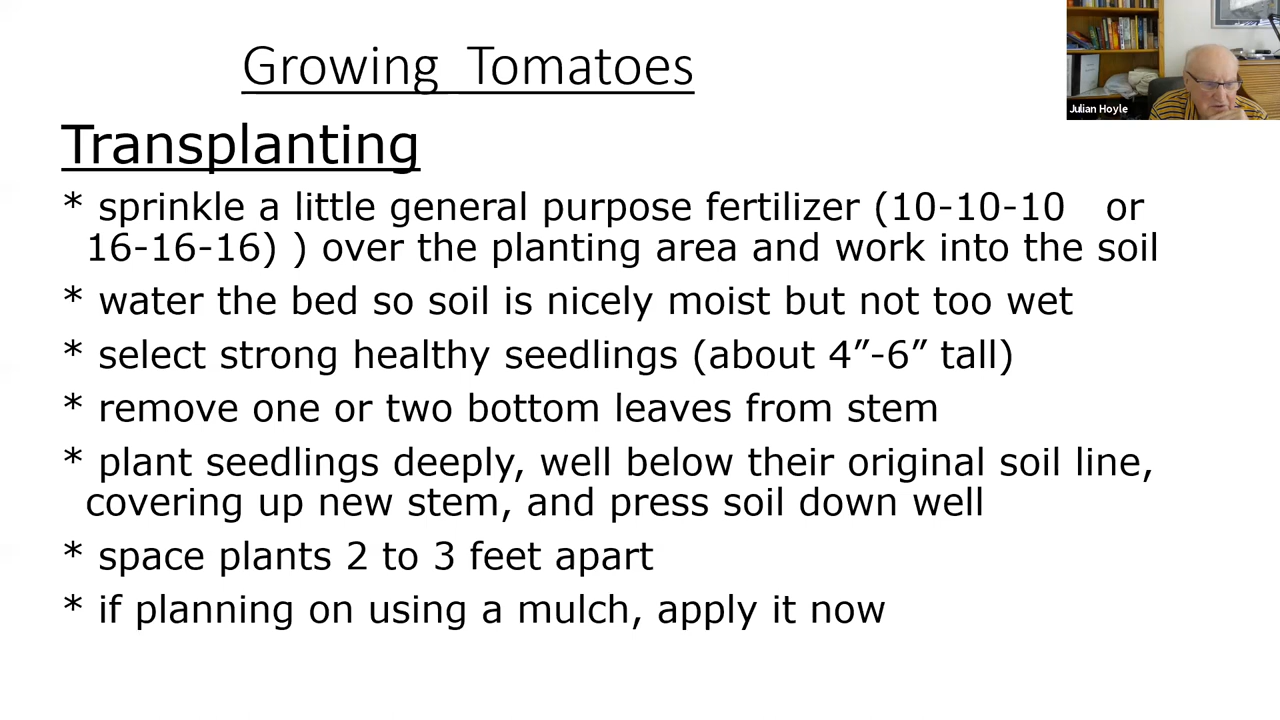 Growing Tomatoes
Julian Hoyle
Transplanting
* sprinkle a little general purpose fertilizer (10-10-10 or
16-16-16) ) over the planting area and work into the soil
* water the bed so soil is nicely moist but not too wet
* select strong healthy seedlings (about 4”-6” tall)
* remove one or two bottom leaves from stem
* plant seedlings deeply, well below their original soil line,
covering up new stem, and press soil down well
* space plants 2 to 3 feet apart
* if planning on using a mulch, apply it now